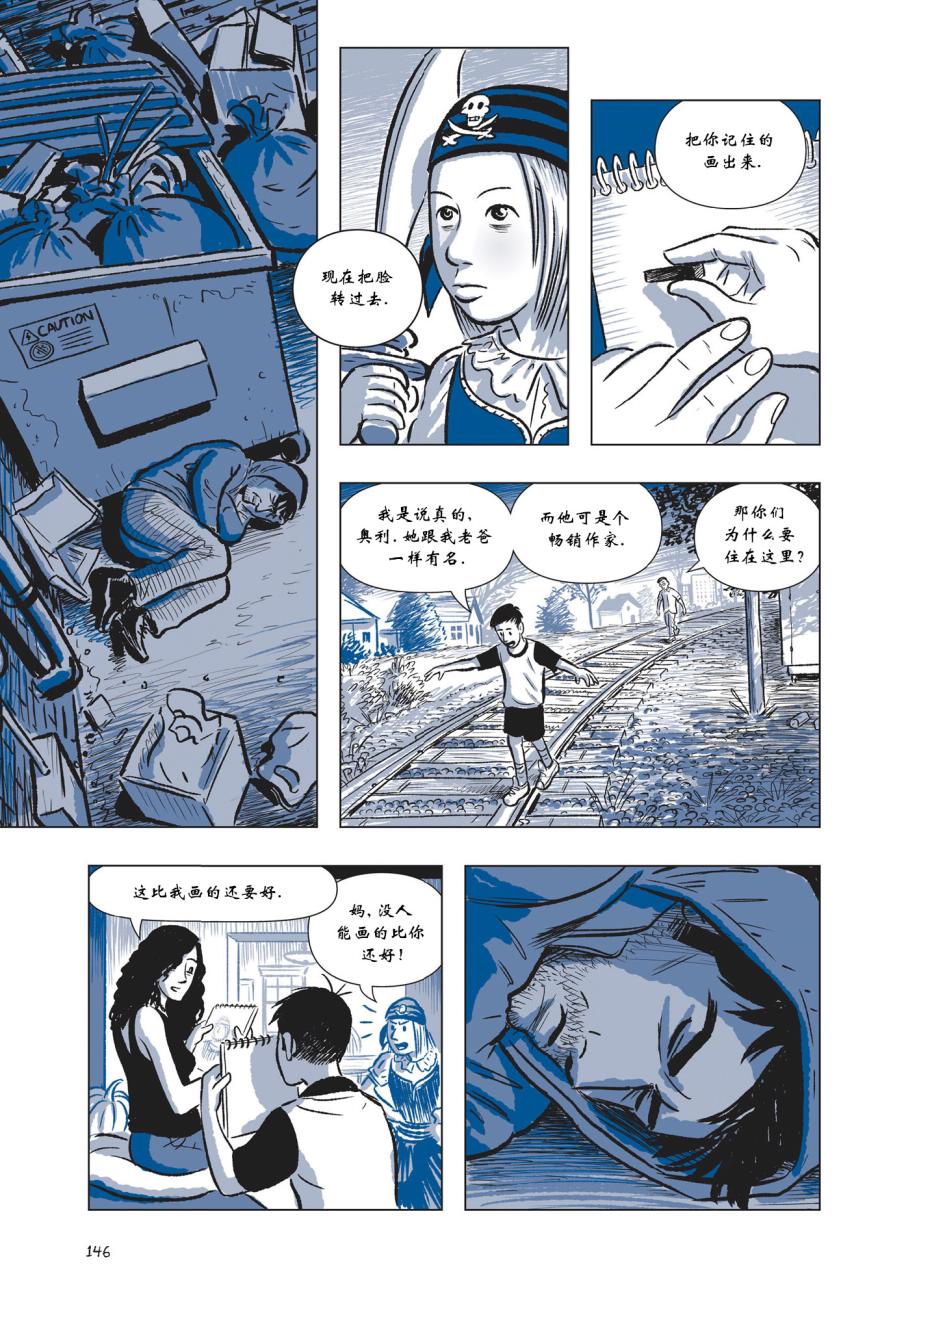 CAUTION
现在把脸
转过去.
把你记住的
画出来.
我是说真的,
奥利.她跟我老爸
一样有名.
而他可是个
畅销作家.
那你们
为什么要
住在这里?
这比我画的还要好.
妈,没人
能画的比你
还好!
146